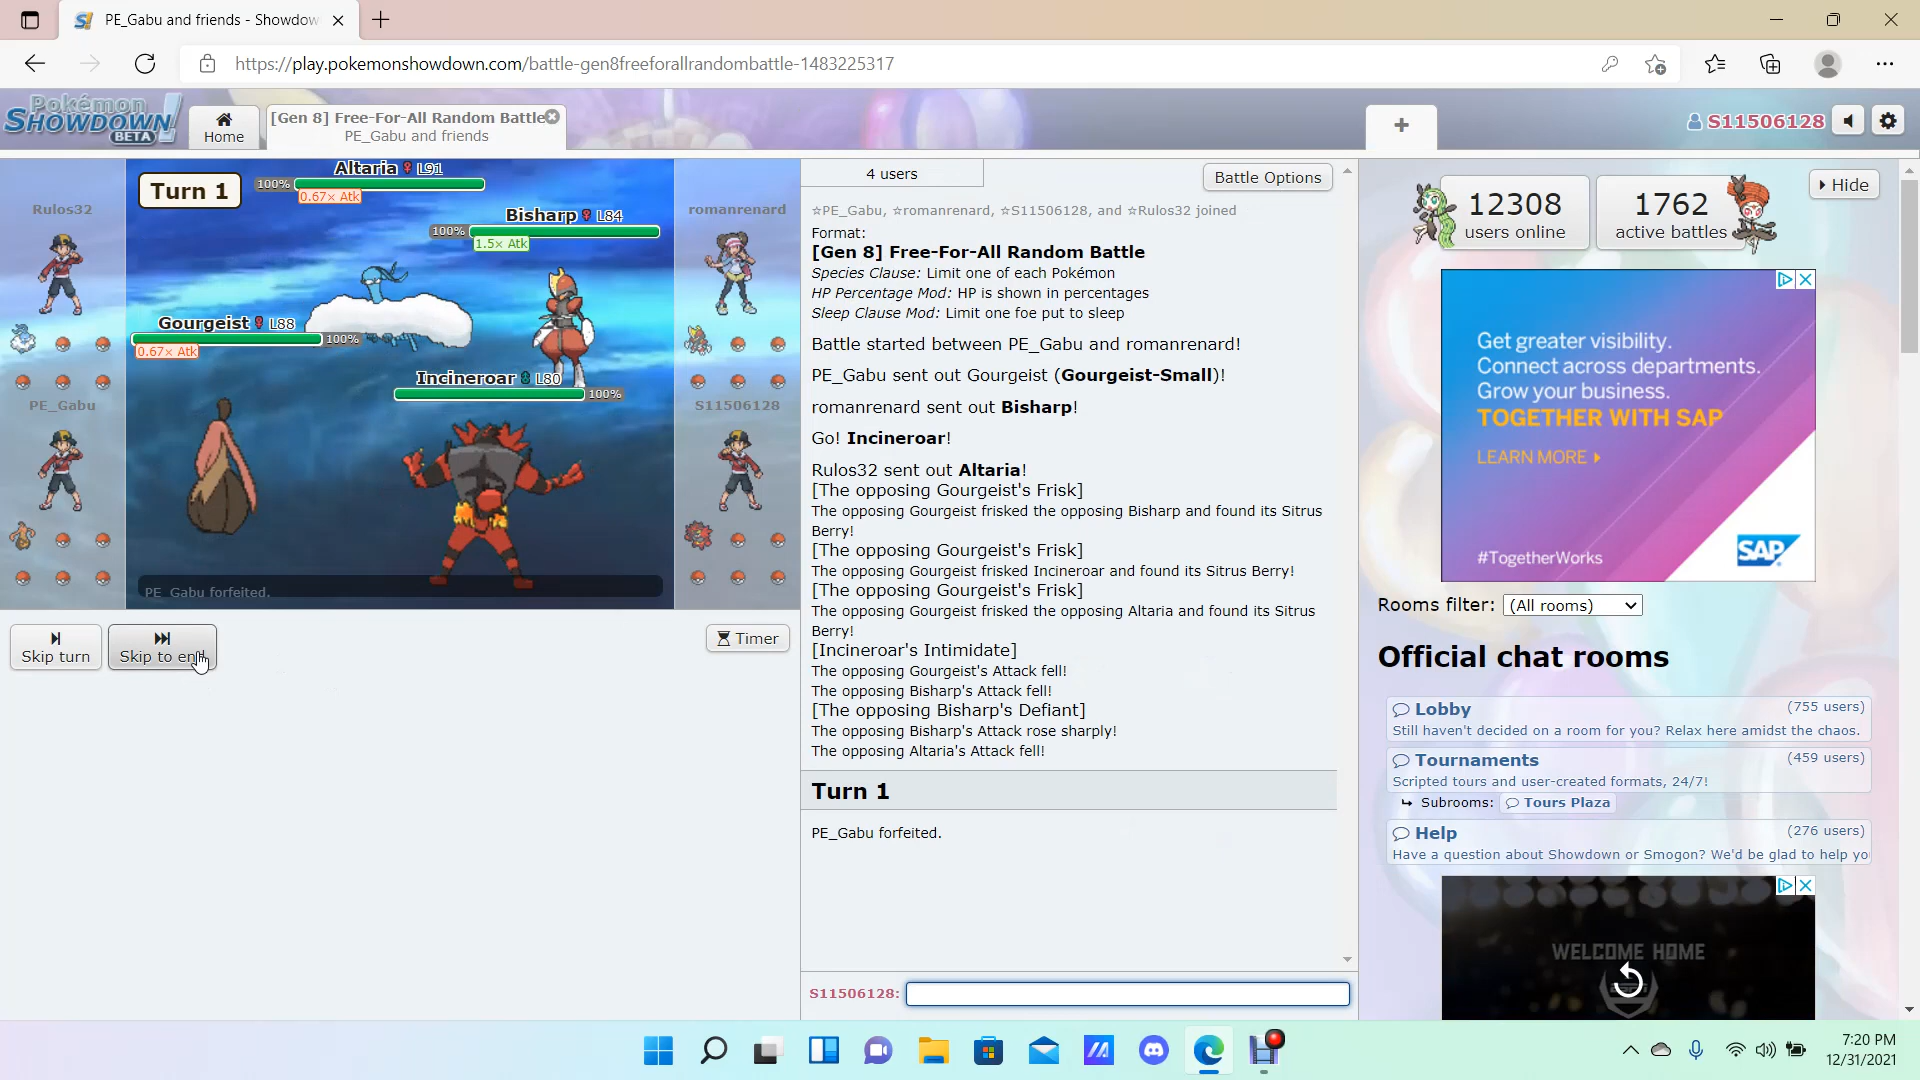 PE_Gabu and friends - Showdow
https://play.pokemonshowdown.com/battle-gen8freeforallrandombattle-1483225317
Pokémon
SHOWDOWN!
BETA
Home
[Gen 8] Free-For-All Random Battle
PE_Gabu and friends
+
S11506128
Turn 1
Altaria L91
100%
0.67× Atk
Bisharp L84
100%
1.5× Atk
Gourgeist L88
100%
0.67× Atk
Incineroar L80
100%
Rulos32
romanrenard
PE_Gabu
S11506128
PE_Gabu forfeited.
Skip turn
Skip to end
Timer
4 users
Battle Options
☆PE_Gabu, ☆romanrenard, ☆S11506128, and ☆Rulos32 joined
Format:
[Gen 8] Free-For-All Random Battle
Species Clause: Limit one of each Pokémon
HP Percentage Mod: HP is shown in percentages
Sleep Clause Mod: Limit one foe put to sleep
Battle started between PE_Gabu and romanrenard!
PE_Gabu sent out Gourgeist (Gourgeist-Small)!
romanrenard sent out Bisharp!
Go! Incineroar!
Rulos32 sent out Altaria!
[The opposing Gourgeist's Frisk]
The opposing Gourgeist frisked the opposing Bisharp and found its Sitrus
Berry!
[The opposing Gourgeist's Frisk]
The opposing Gourgeist frisked Incineroar and found its Sitrus Berry!
[The opposing Gourgeist's Frisk]
The opposing Gourgeist frisked the opposing Altaria and found its Sitrus
Berry!
[Incineroar's Intimidate]
The opposing Gourgeist's Attack fell!
The opposing Bisharp's Attack fell!
[The opposing Bisharp's Defiant]
The opposing Bisharp's Attack rose sharply!
The opposing Altaria's Attack fell!
Turn 1
PE_Gabu forfeited.
S11506128:
12308
users online
1762
active battles
Hide
Get greater visibility.
Connect across departments.
Grow your business.
TOGETHER WITH SAP
LEARN MORE
#TogetherWorks
SAP
Rooms filter: (All rooms)
Official chat rooms
Lobby (755 users)
Still haven't decided on a room for you? Relax here amidst the chaos.
Tournaments (459 users)
Scripted tours and user-created formats, 24/7!
Subrooms: Tours Plaza
Help (276 users)
Have a question about Showdown or Smogon? We'd be glad to help yo
WELCOME HOME
7:20 PM
12/31/2021